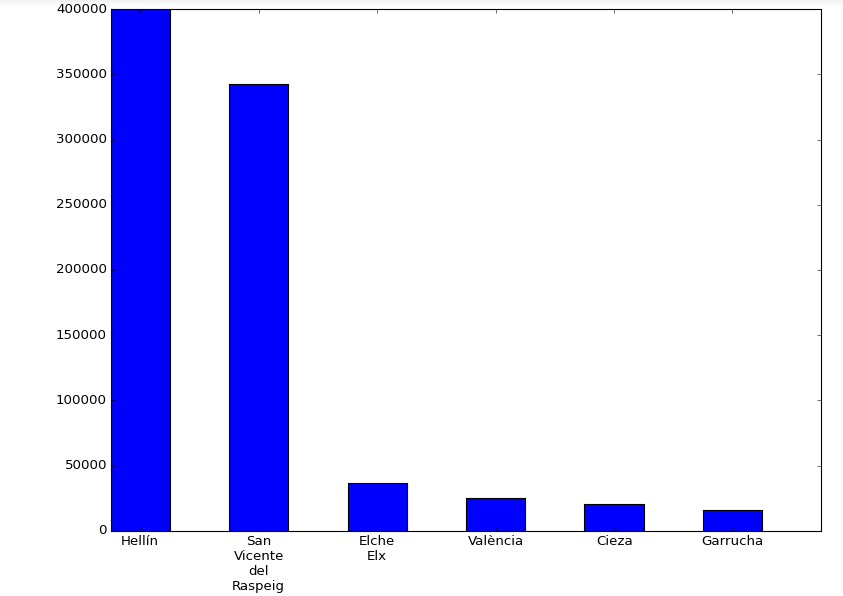 400000
350000
300000
250000
200000
150000
100000
50000
0
Hellín
San
Vicente
del
Raspeig
Elche
Elx
València
Cieza
Garrucha